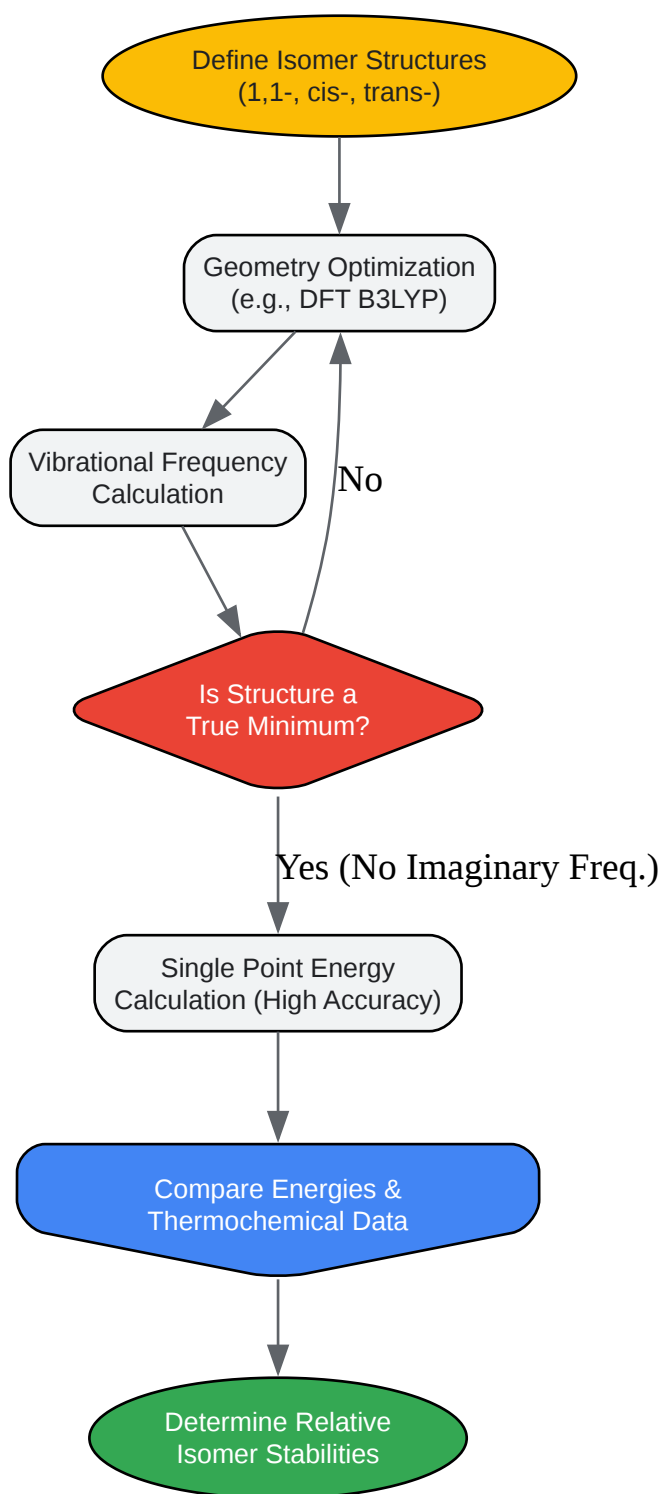 Define Isomer Structures
(1,1-, cis-, trans-)
Geometry Optimization
(e.g., DFT B3LYP)
Vibrational Frequency
Calculation
No
Is Structure a
True Minimum?
Yes (No Imaginary Freq.)
Single Point Energy
Calculation (High Accuracy)
Compare Energies &
Thermochemical Data
Determine Relative
Isomer Stabilities